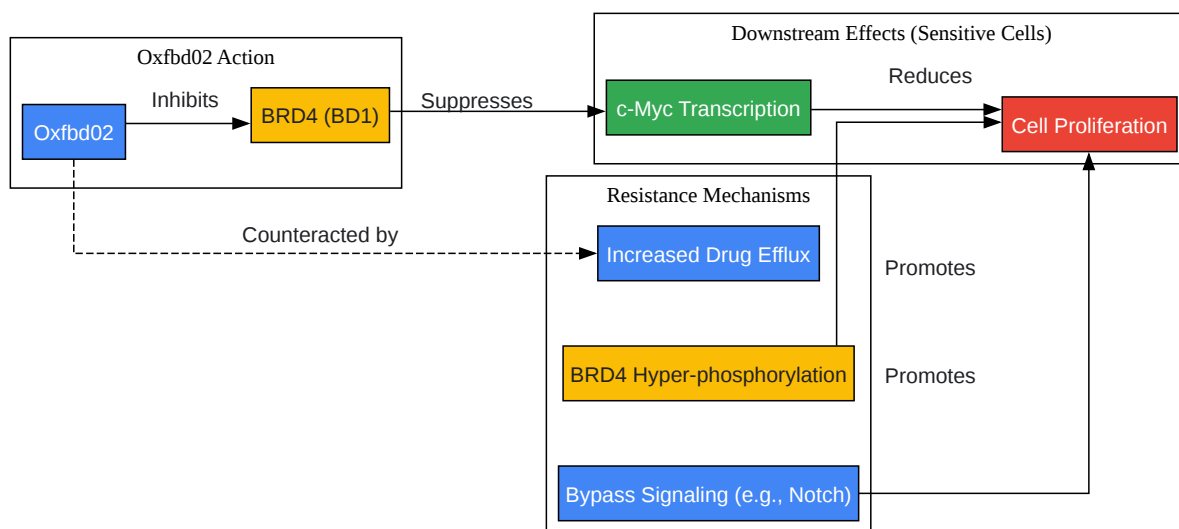 Oxfbd02 Action
Oxfbd02
Inhibits
BRD4 (BD1)
Suppresses
Downstream Effects (Sensitive Cells)
c-Myc Transcription
Reduces
Cell Proliferation
Counteracted by
Resistance Mechanisms
Increased Drug Efflux
Promotes
BRD4 Hyper-phosphorylation
Promotes
Bypass Signaling (e.g., Notch)